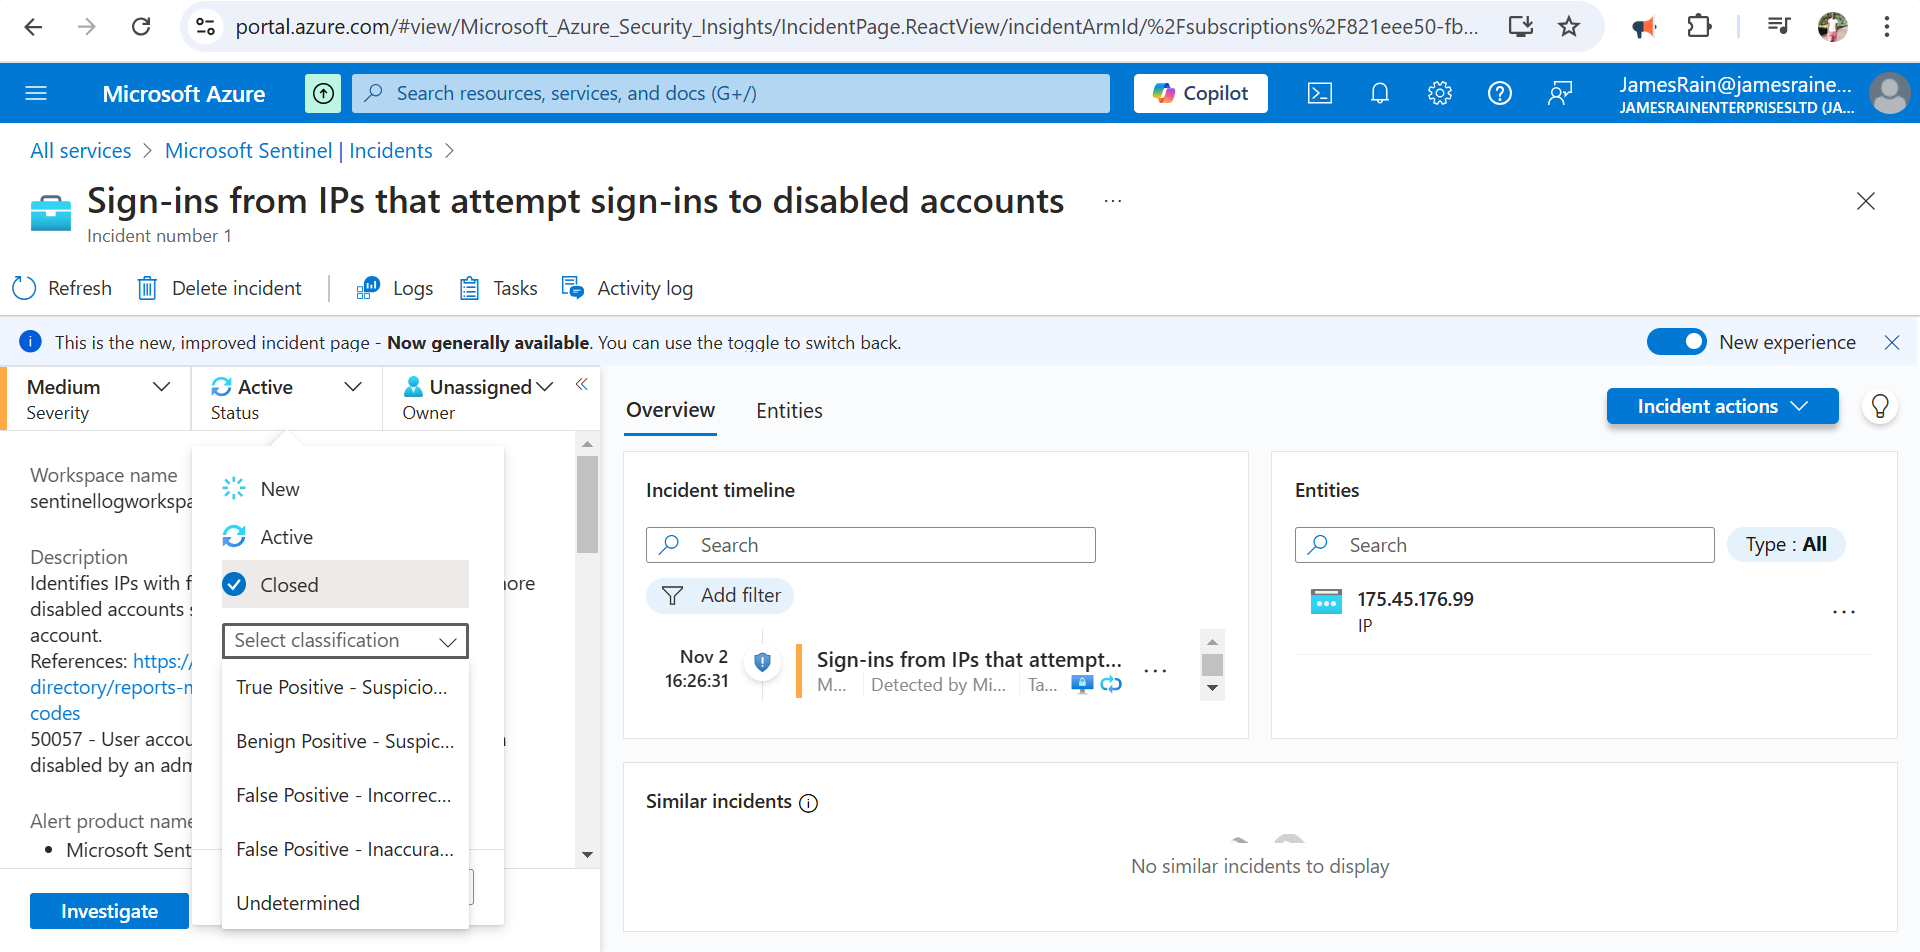 portal.azure.com/#view/Microsoft_Azure_Security_Insights/IncidentPage.ReactView/incidentArmId/%2Fsubscriptions%2F821eee50-fb...
Microsoft Azure
Search resources, services, and docs (G+/)
Copilot
JamesRain@jamesraine...
JAMESRAINENTERPRISESLTD (JA...
All services > Microsoft Sentinel | Incidents >
Sign-ins from IPs that attempt sign-ins to disabled accounts ...
Incident number 1
Refresh
Delete incident
Logs
Tasks
Activity log
This is the new, improved incident page - Now generally available. You can use the toggle to switch back.
New experience
Medium
Severity
Active
Status
Unassigned
Owner
Workspace name
sentinellogworkspa
Description
Identifies IPs with f
ore
disabled accounts s
account.
References: https:/
directory/reports-m
codes
50057 - User accou
disabled by an adm
Alert product name
• Microsoft Sent
Investigate
New
Active
Closed
Select classification
True Positive - Suspicio...
Benign Positive - Suspic...
False Positive - Incorrec...
False Positive - Inaccura...
Undetermined
Overview
Entities
Incident actions
Incident timeline
Search
Add filter
Nov 2
16:26:31
Sign-ins from IPs that attempt...
M...
Detected by Mi...
Ta...
...
Entities
Search
Type : All
175.45.176.99
IP
...
Similar incidents
No similar incidents to display